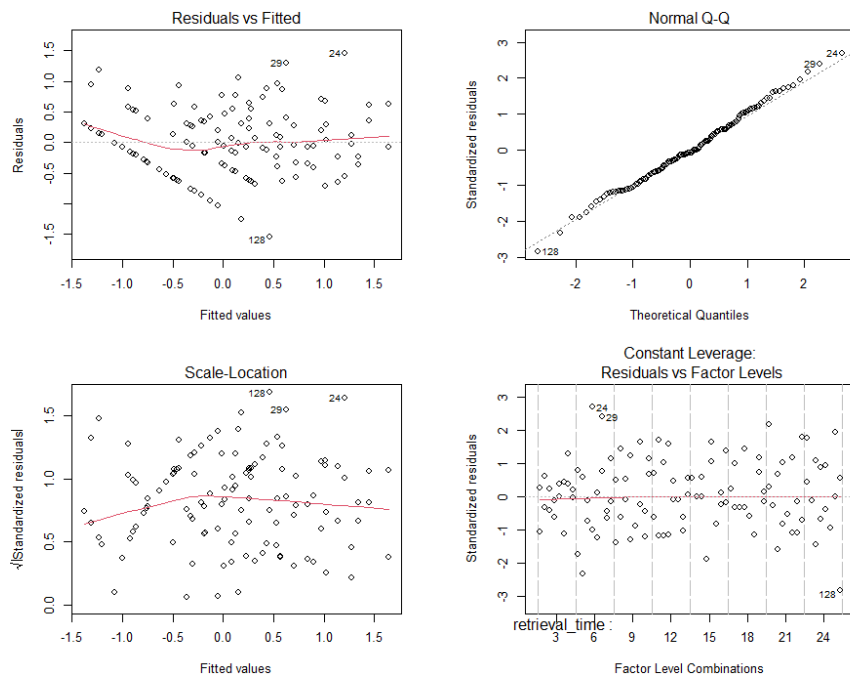 Residuals vs Fitted
Residuals
1.5
1.0
0.5
0.0
-0.5
-1.5
29
24
128
-1.5 -1.0 -0.5 0.0 0.5 1.0 1.5
Fitted values
Normal Q-Q
Standardized residuals
3
2
1
0
-1
-2
-3
29
24
128
-2 -1 0 1 2
Theoretical Quantiles
Scale-Location
√|Standardized residuals|
1.5
1.0
0.5
0.0
128
29
24
-1.5 -1.0 -0.5 0.0 0.5 1.0 1.5
Fitted values
Constant Leverage:
Residuals vs Factor Levels
Standardized residuals
3
2
1
0
-1
-2
-3
24
29
128
retrieval_time :
3 6 9 12 15 18 21 24
Factor Level Combinations